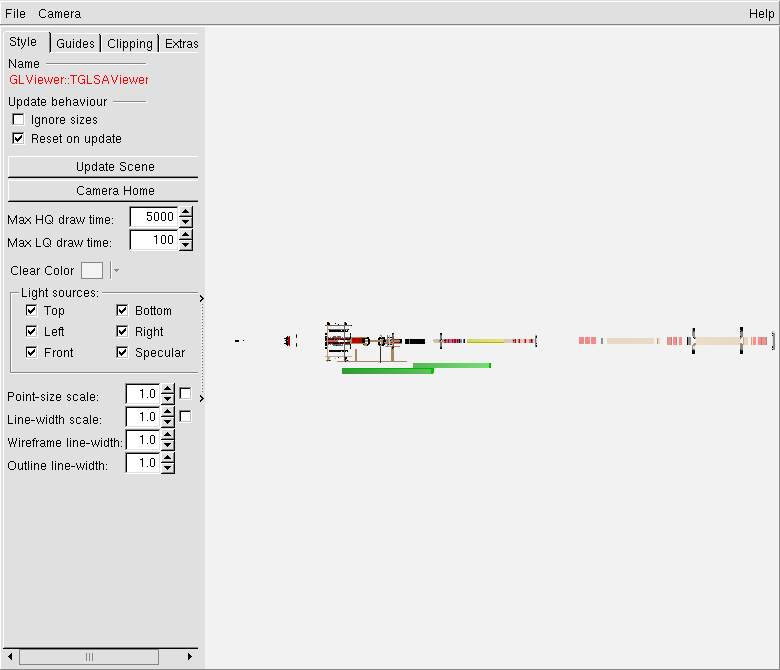 File Camera Help
Style Guides Clipping Extras
Name
GLViewer::TGLSAViewer
Update behaviour
Ignore sizes
Reset on update
Update Scene
Camera Home
Max HQ draw time: 5000
Max LQ draw time: 100
Clear Color
Light sources:
Top Bottom
Left Right
Front Specular
Point-size scale: 1.0
Line-width scale: 1.0
Wireframe line-width: 1.0
Outline line-width: 1.0